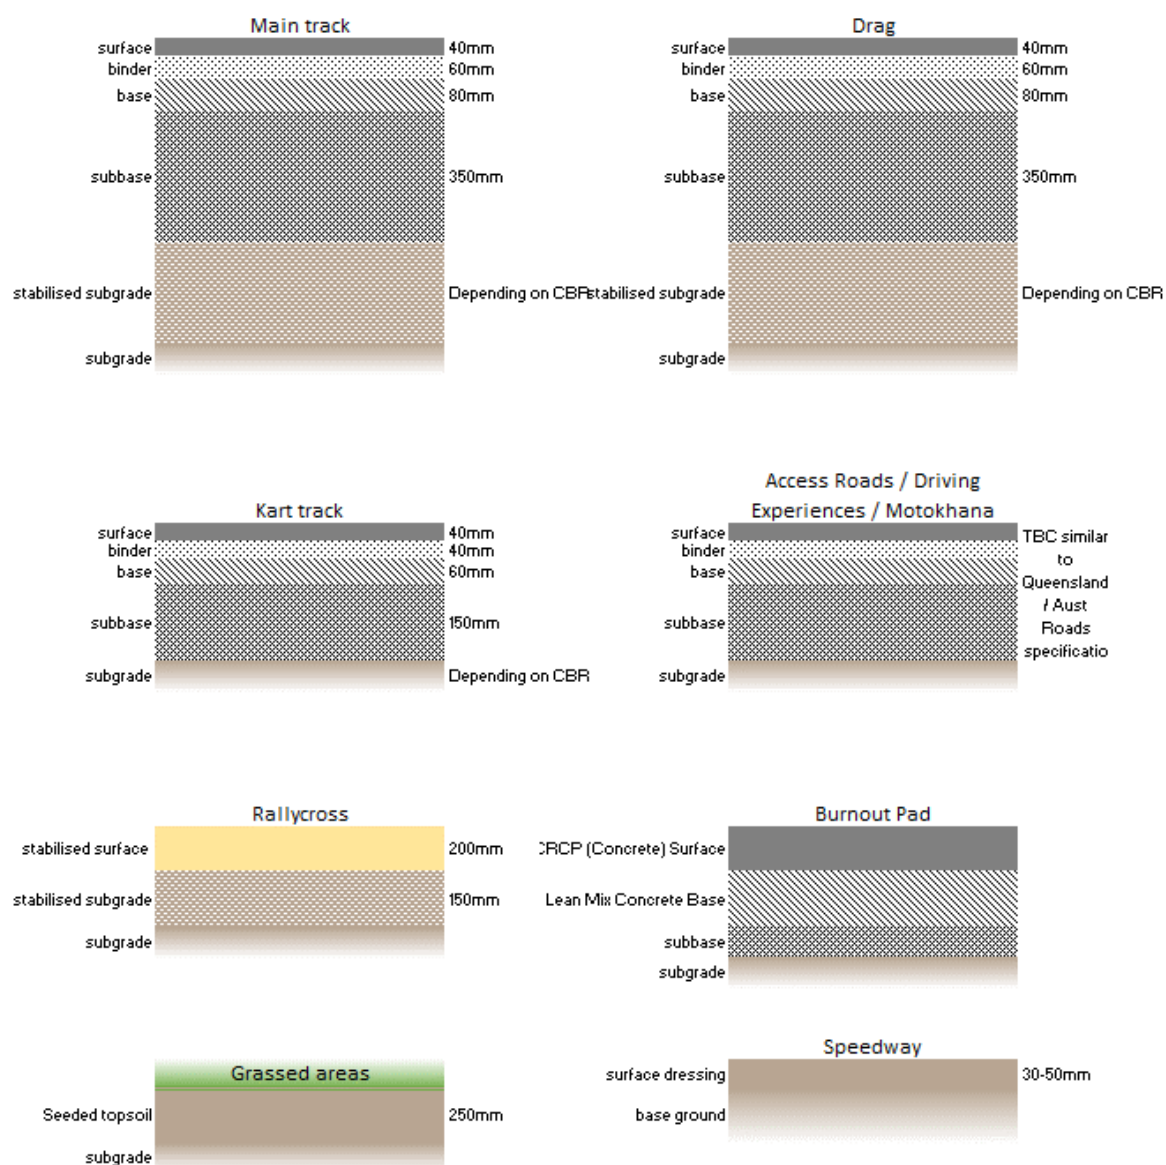 Main track
surface 40mm
binder 60mm
base 80mm
subbase 350mm
stabilised subgrade Depending on CBR
subgrade
Drag
surface 40mm
binder 60mm
base 80mm
subbase 350mm
stabilised subgrade Depending on CBR
subgrade
Kart track
surface 40mm
binder 40mm
base 60mm
subbase 150mm
subgrade Depending on CBR
Access Roads / Driving
Experiences / Motokhana
surface
binder
base
subbase
subgrade
TBC similar
to
Queensland
/ Aust
Roads
specificatio
Rallycross
stabilised surface 200mm
stabilised subgrade 150mm
subgrade
Burnout Pad
CRCP (Concrete) Surface
Lean Mix Concrete Base
subbase
subgrade
Grassed areas
Seeded topsoil 250mm
subgrade
Speedway
surface dressing 30-50mm
base ground